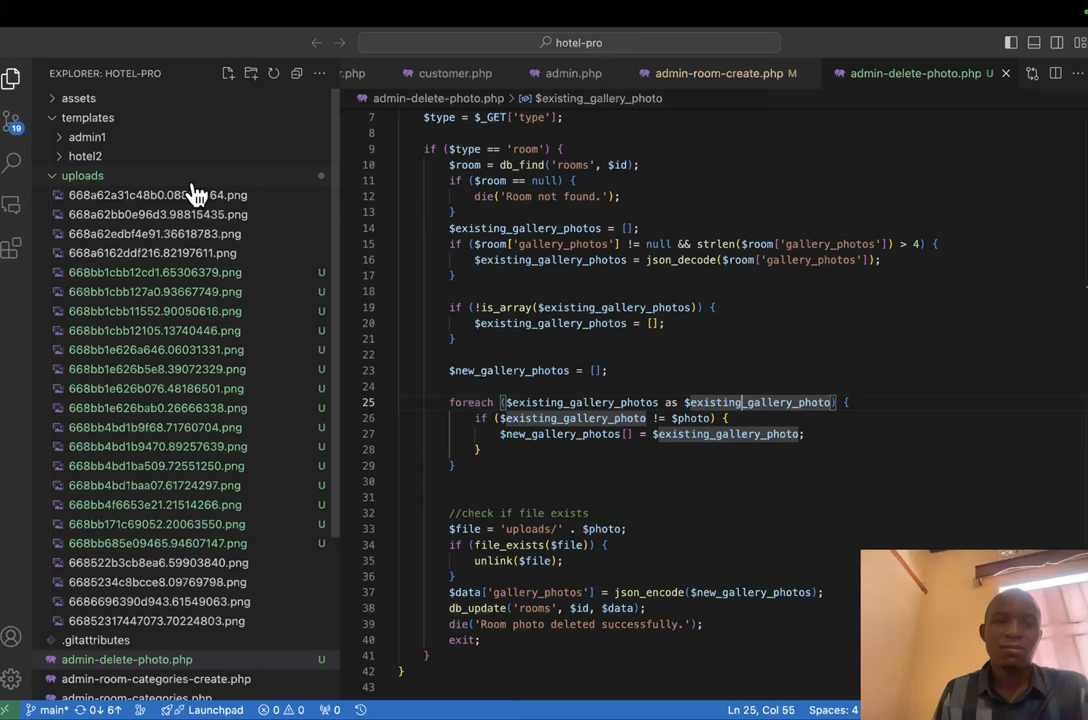 hotel-pro
EXPLORER: HOTEL-PRO
assets
templates
admin1
hotel2
uploads
668a62bb0e96d3.98815435.png
668a62edbf4e91.36618783.png
668a6162ddf216.82197611.png
668bb1cbb12cd1.65306379.png U
668bb1cbb127a0.93667749.png U
668bb1cbb11552.90050616.png U
668bb1cbb12105.13740446.png U
668bb1e626a646.06031331.png U
668bb1e626b5e8.39072329.png U
668bb1e626b076.48186501.png U
668bb1e626bab0.26666338.png U
668bb4bd1b9f68.71760704.png U
668bb4bd1b9470.89257639.png U
668bb4bd1ba509.72551250.png U
668bb4bd1baa07.61724297.png U
668bb4f6653e21.21514266.png U
668bb171c69052.20063550.png U
668bb685e09465.94607147.png U
668522b3cb8ea6.59903840.png
6685234c8bcce8.09769798.png
6686696390d943.61549063.png
66852317447073.70224803.png
.gitattributes
admin-delete-photo.php U
admin-room-categories-create.php
admin-room-categories.php
r.php
customer.php
admin.php
admin-room-create.php M
admin-delete-photo.php U
admin-delete-photo.php > $existing_gallery_photo
7 $type = $_GET['type'];
8
9 if ($type == 'room') {
10 $room = db_find('rooms', $id);
11 if ($room == null) {
12 die('Room not found.');
13 }
14 $existing_gallery_photos = [];
15 if ($room['gallery_photos'] != null && strlen($room['gallery_photos']) > 4) {
16 $existing_gallery_photos = json_decode($room['gallery_photos']);
17 }
18
19 if (!is_array($existing_gallery_photos)) {
20 $existing_gallery_photos = [];
21 }
22
23 $new_gallery_photos = [];
24
25 foreach ($existing_gallery_photos as $existing_gallery_photo) {
26 if ($existing_gallery_photo != $photo) {
27 $new_gallery_photos[] = $existing_gallery_photo;
28 }
29 }
30
31
32 //check if file exists
33 $file = 'uploads/' . $photo;
34 if (file_exists($file)) {
35 unlink($file);
36 }
37 $data['gallery_photos'] = json_encode($new_gallery_photos);
38 db_update('rooms', $id, $data);
39 die('Room photo deleted successfully.');
40 exit;
41 }
42 }
43
19
main* 0↓ 6↑ Launchpad 0 0 0 Ln 25, Col 55 Spaces: 4